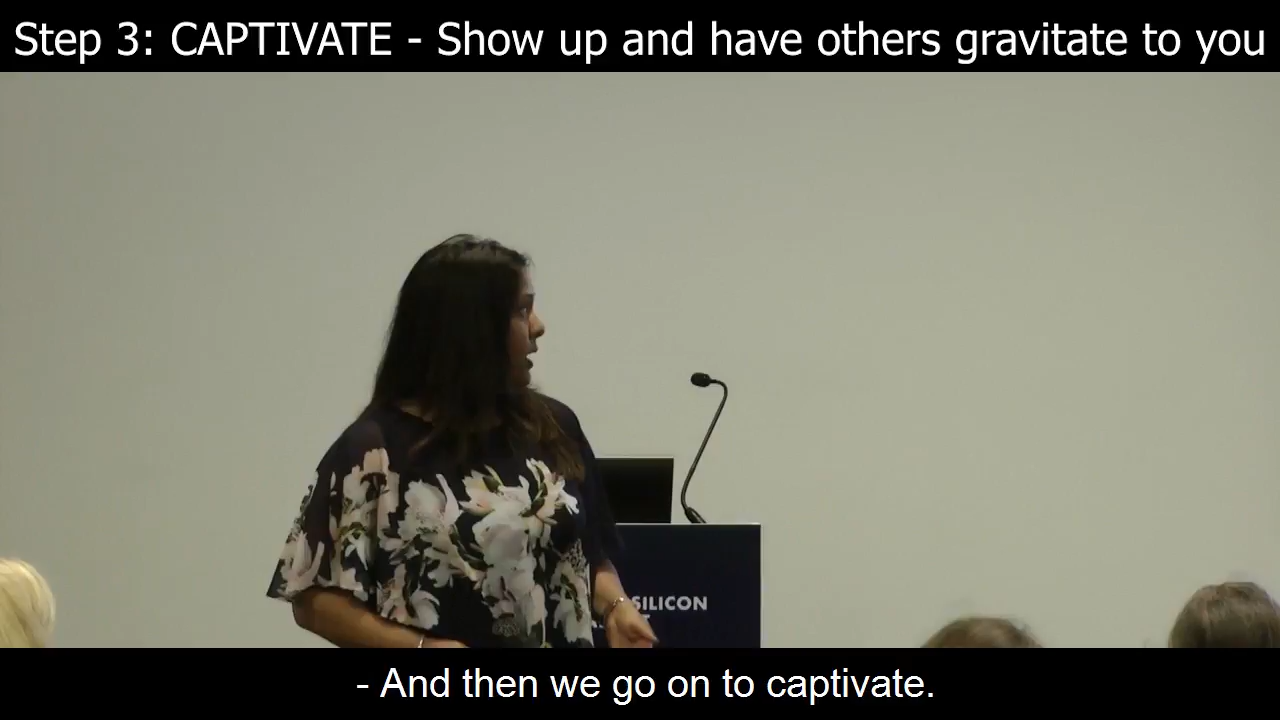 Step 3: CAPTIVATE - Show up and have others gravitate to you
SILICON
- And then we go on to captivate.